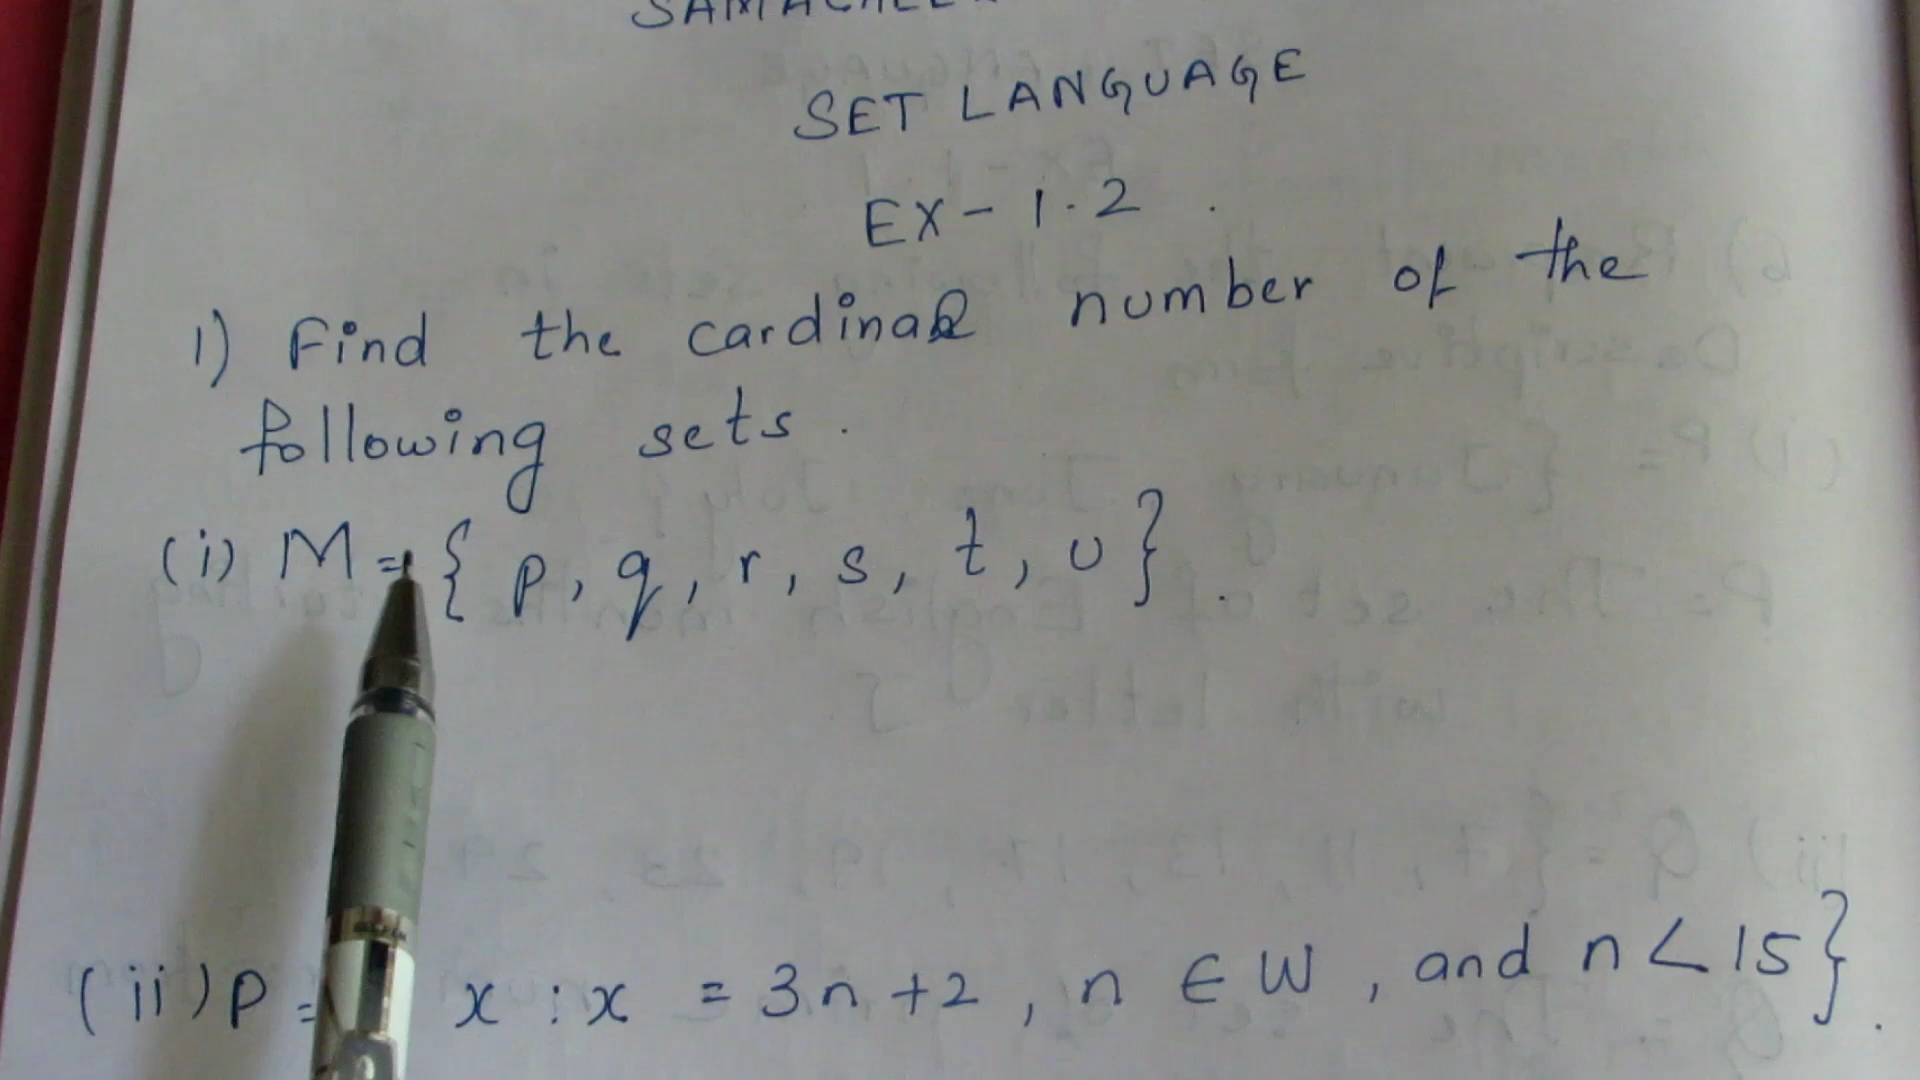 SET LANGUAGE
EX-1.2.
1) Find the cardinal number of the
following sets.
(i) M = { p, q, r, s, t, u }.
(ii) P = x : x = 3n + 2, n ∈ W, and n < 15 }.